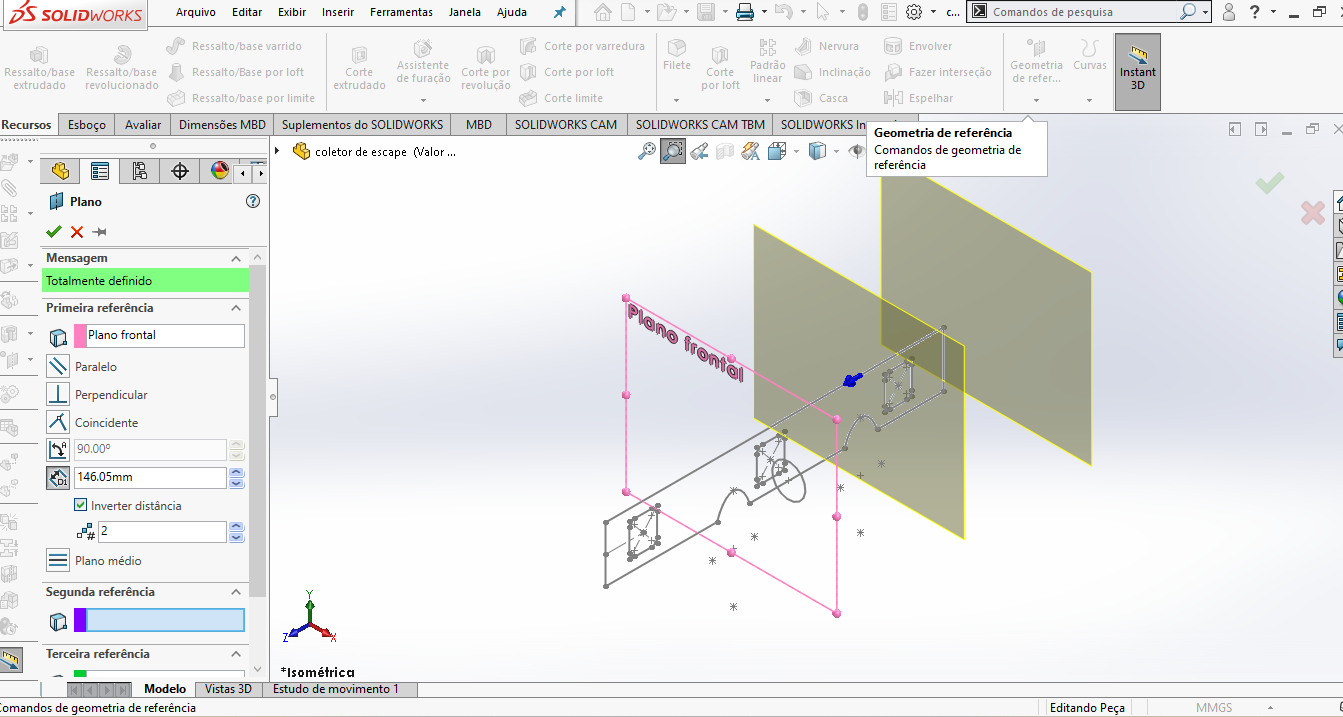 SOLIDWORKS
Arquivo Editar Exibir Inserir Ferramentas Janela Ajuda
c...
Comandos de pesquisa
?
Ressalto/base extrudado
Ressalto/base revolucionado
Ressalto/base varrido
Ressalto/Base por loft
Ressalto/base por limite
Corte extrudado
Assistente de furação
Corte por revolução
Corte por varredura
Corte por loft
Corte limite
Filete
Corte por loft
Padrão linear
Nervura
Inclinação
Casca
Envolver
Fazer interseção
Espelhar
Geometria de refer...
Curvas
Instant 3D
Recursos Esboço Avaliar Dimensões MBD Suplementos do SOLIDWORKS MBD SOLIDWORKS CAM SOLIDWORKS CAM TBM SOLIDWORKS In
Geometria de referência
Comandos de geometria de
referência
coletor de escape (Valor ...
Plano
?
Mensagem
Totalmente definido
Primeira referência
Plano frontal
Paralelo
Perpendicular
Coincidente
90.00º
146.05mm
Inverter distância
2
Plano médio
Segunda referência
Terceira referência
Plano frontal
Y
Z
X
*Isométrica
Modelo Vistas 3D Estudo de movimento 1
Comandos de geometria de referência
Editando Peça
MMGS